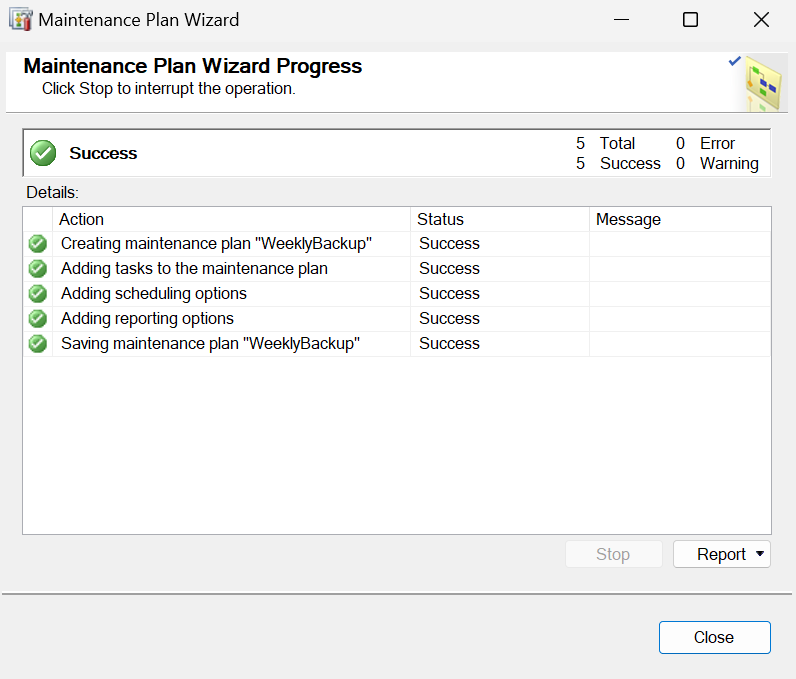 Maintenance Plan Wizard
Maintenance Plan Wizard Progress
Click Stop to interrupt the operation.
Success
5 Total 0 Error
5 Success 0 Warning
Details:
Action Status Message
Creating maintenance plan "WeeklyBackup" Success
Adding tasks to the maintenance plan Success
Adding scheduling options Success
Adding reporting options Success
Saving maintenance plan "WeeklyBackup" Success
Stop Report
Close